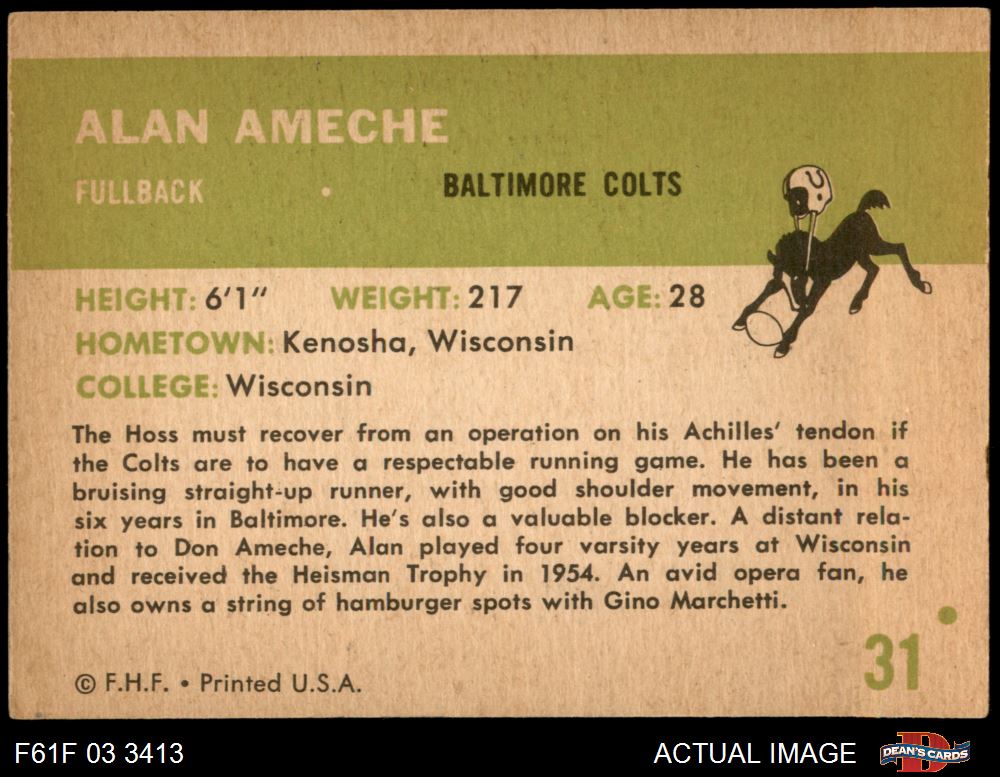 ALAN AMECHE
FULLBACK • BALTIMORE COLTS
HEIGHT: 6'1" WEIGHT: 217 AGE: 28
HOMETOWN: Kenosha, Wisconsin
COLLEGE: Wisconsin
The Hoss must recover from an operation on his Achilles' tendon if
the Colts are to have a respectable running game. He has been a
bruising straight-up runner, with good shoulder movement, in his
six years in Baltimore. He's also a valuable blocker. A distant rela-
tion to Don Ameche, Alan played four varsity years at Wisconsin
and received the Heisman Trophy in 1954. An avid opera fan, he
also owns a string of hamburger spots with Gino Marchetti.
31
© F.H.F. • Printed U.S.A.
F61F 03 3413 ACTUAL IMAGE DEAN'S CARDS